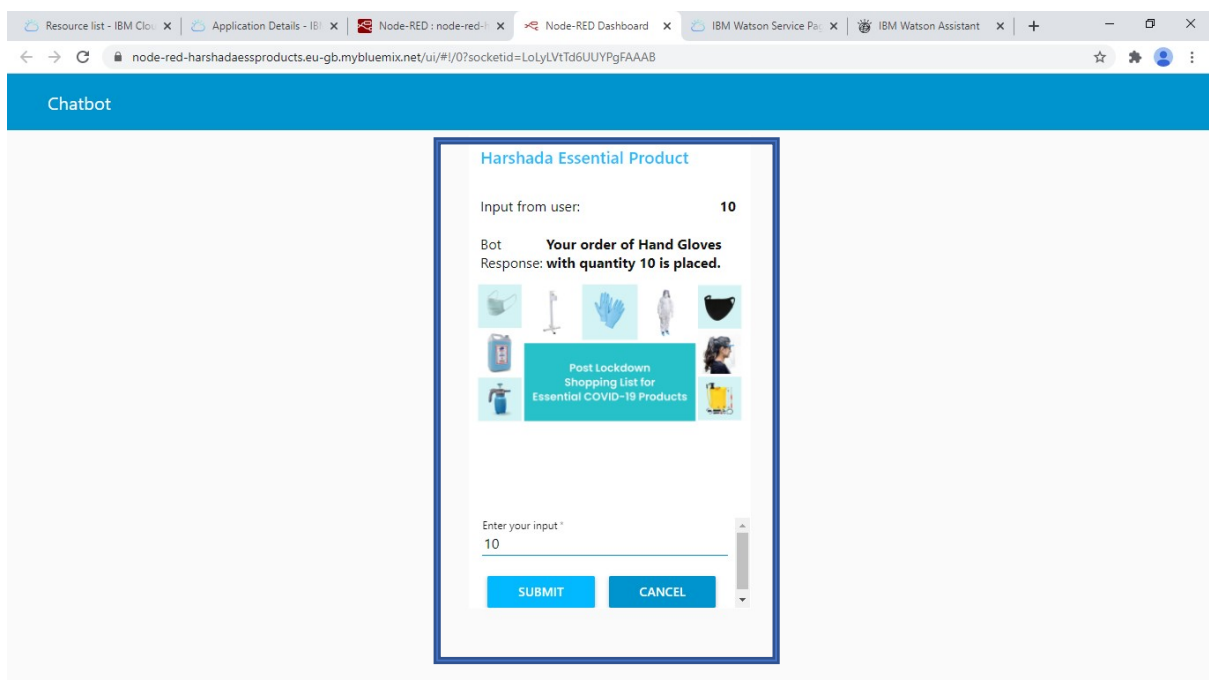 Resource list - IBM Clou
Application Details - IB
Node-RED : node-red-h
Node-RED Dashboard
IBM Watson Service Pag
IBM Watson Assistant
node-red-harshadaessproducts.eu-gb.mybluemix.net/ui/#!/0?socketid=LoLyLVtTd6UUYPgFAAAB
Chatbot
Harshada Essential Product
Input from user: 10
Bot Your order of Hand Gloves
Response: with quantity 10 is placed.
Post Lockdown
Shopping List for
Essential COVID-19 Products
Enter your input *
10
SUBMIT CANCEL